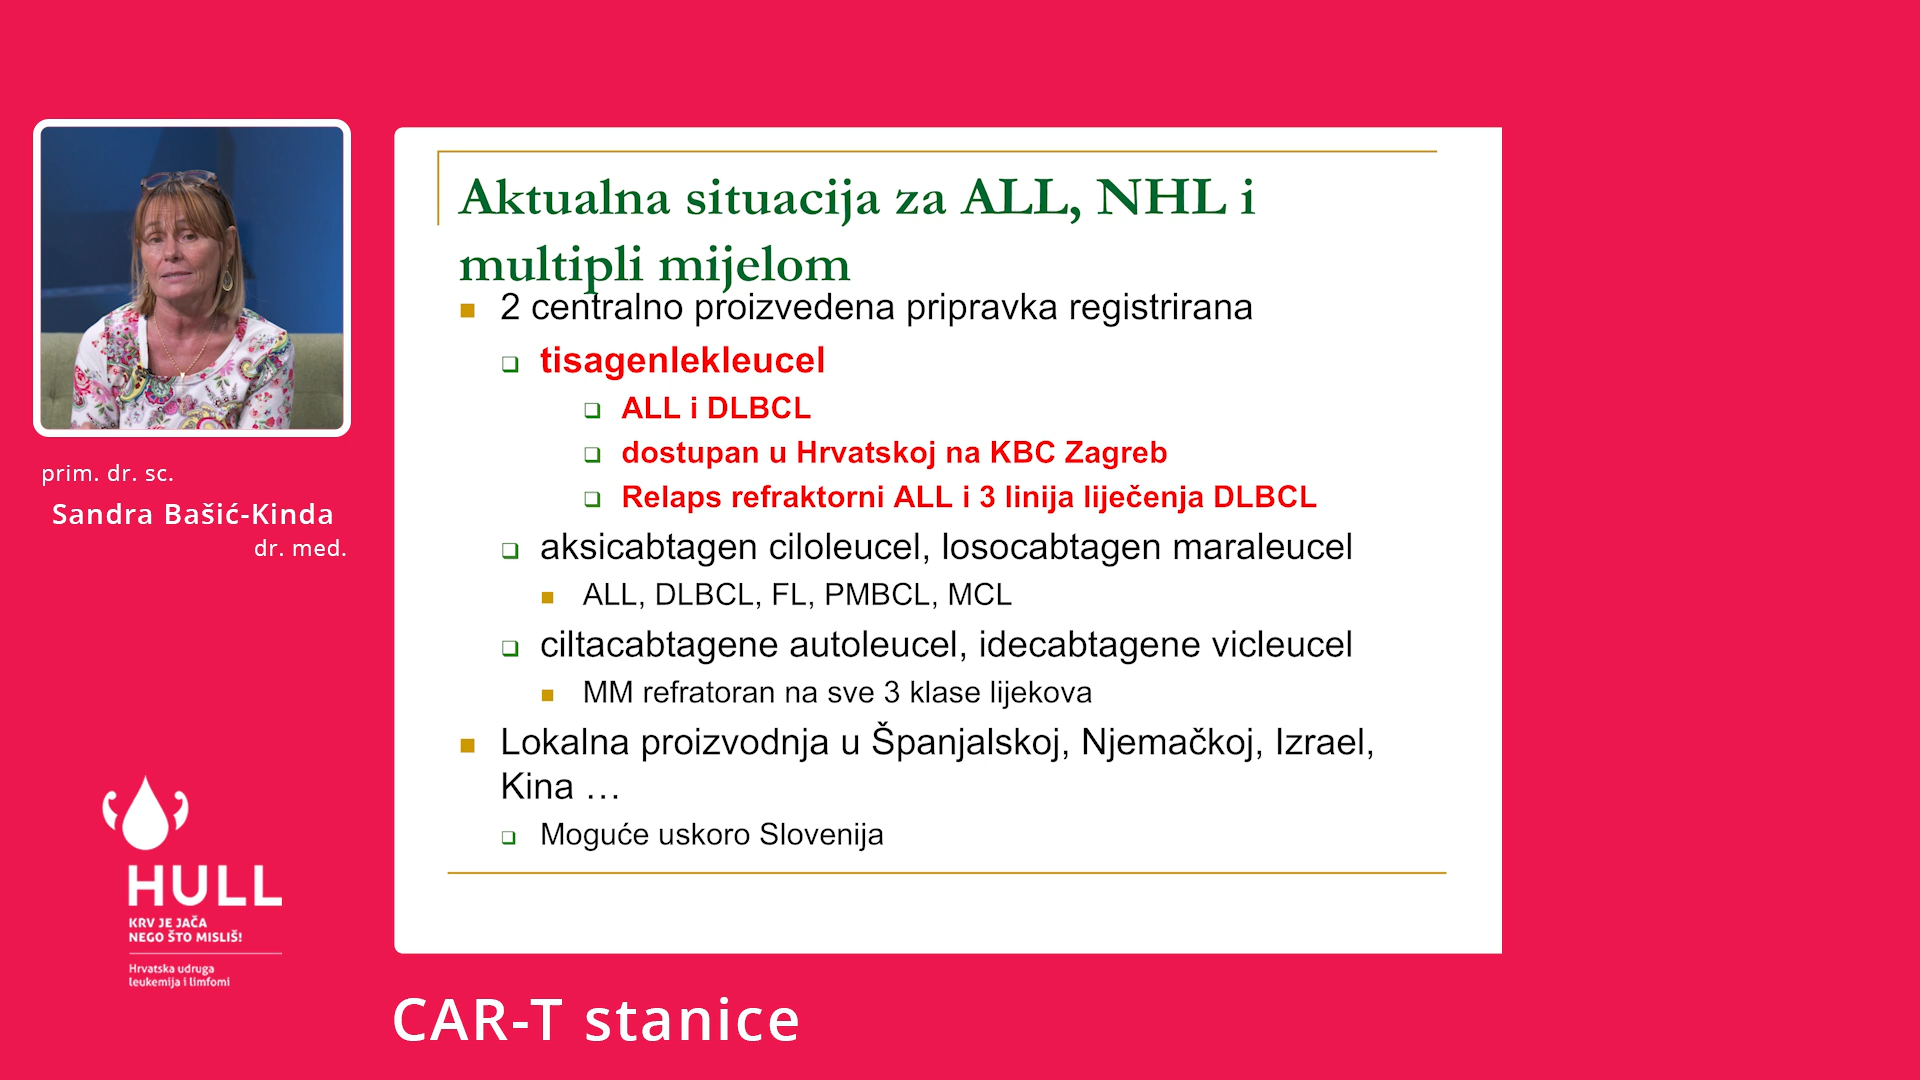 prim. dr. sc.
Sandra Bašić-Kinda
dr. med.
HULL
KRV JE JAČA
NEGO ŠTO MISLIŠ!
Hrvatska udruga
leukemija i limfomi
Aktualna situacija za ALL, NHL i
multipli mijelom
2 centralno proizvedena pripravka registrirana
tisagenlekleucel
ALL i DLBCL
dostupan u Hrvatskoj na KBC Zagreb
Relaps refraktorni ALL i 3 linija liječenja DLBCL
aksicabtagen ciloleucel, losocabtagen maraleucel
ALL, DLBCL, FL, PMBCL, MCL
ciltacabtagene autoleucel, idecabtagene vicleucel
MM refratoran na sve 3 klase lijekova
Lokalna proizvodnja u Španjalskoj, Njemačkoj, Izrael,
Kina …
Moguće uskoro Slovenija
CAR-T stanice